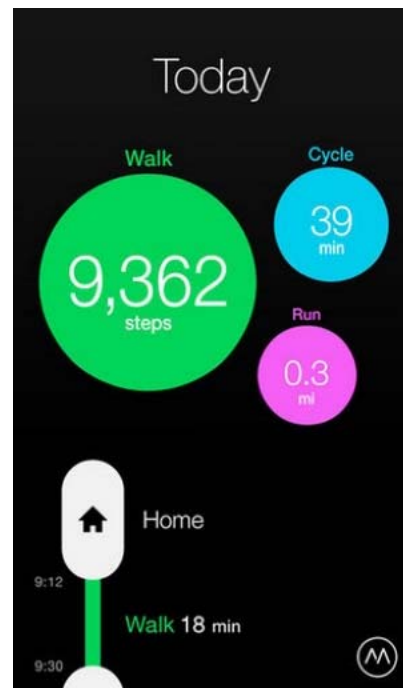 Today
Walk
9,362
steps
Cycle
39
min
Run
0.3
mi
Home
9:12
Walk 18 min
9:30